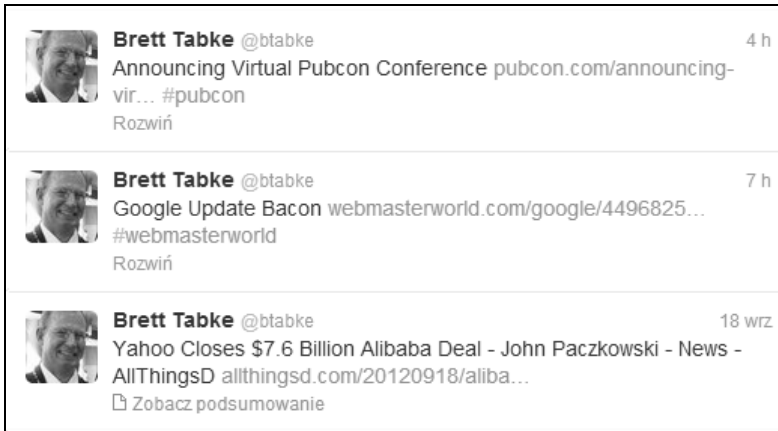 Brett Tabke @btabke 4 h
Announcing Virtual Pubcon Conference pubcon.com/announcing-
vir... #pubcon
Rozwiń
Brett Tabke @btabke 7 h
Google Update Bacon webmasterworld.com/google/4496825...
#webmasterworld
Rozwiń
Brett Tabke @btabke 18 wrz
Yahoo Closes $7.6 Billion Alibaba Deal - John Paczkowski - News -
AllThingsD allthingsd.com/20120918/aliba...
Zobacz podsumowanie